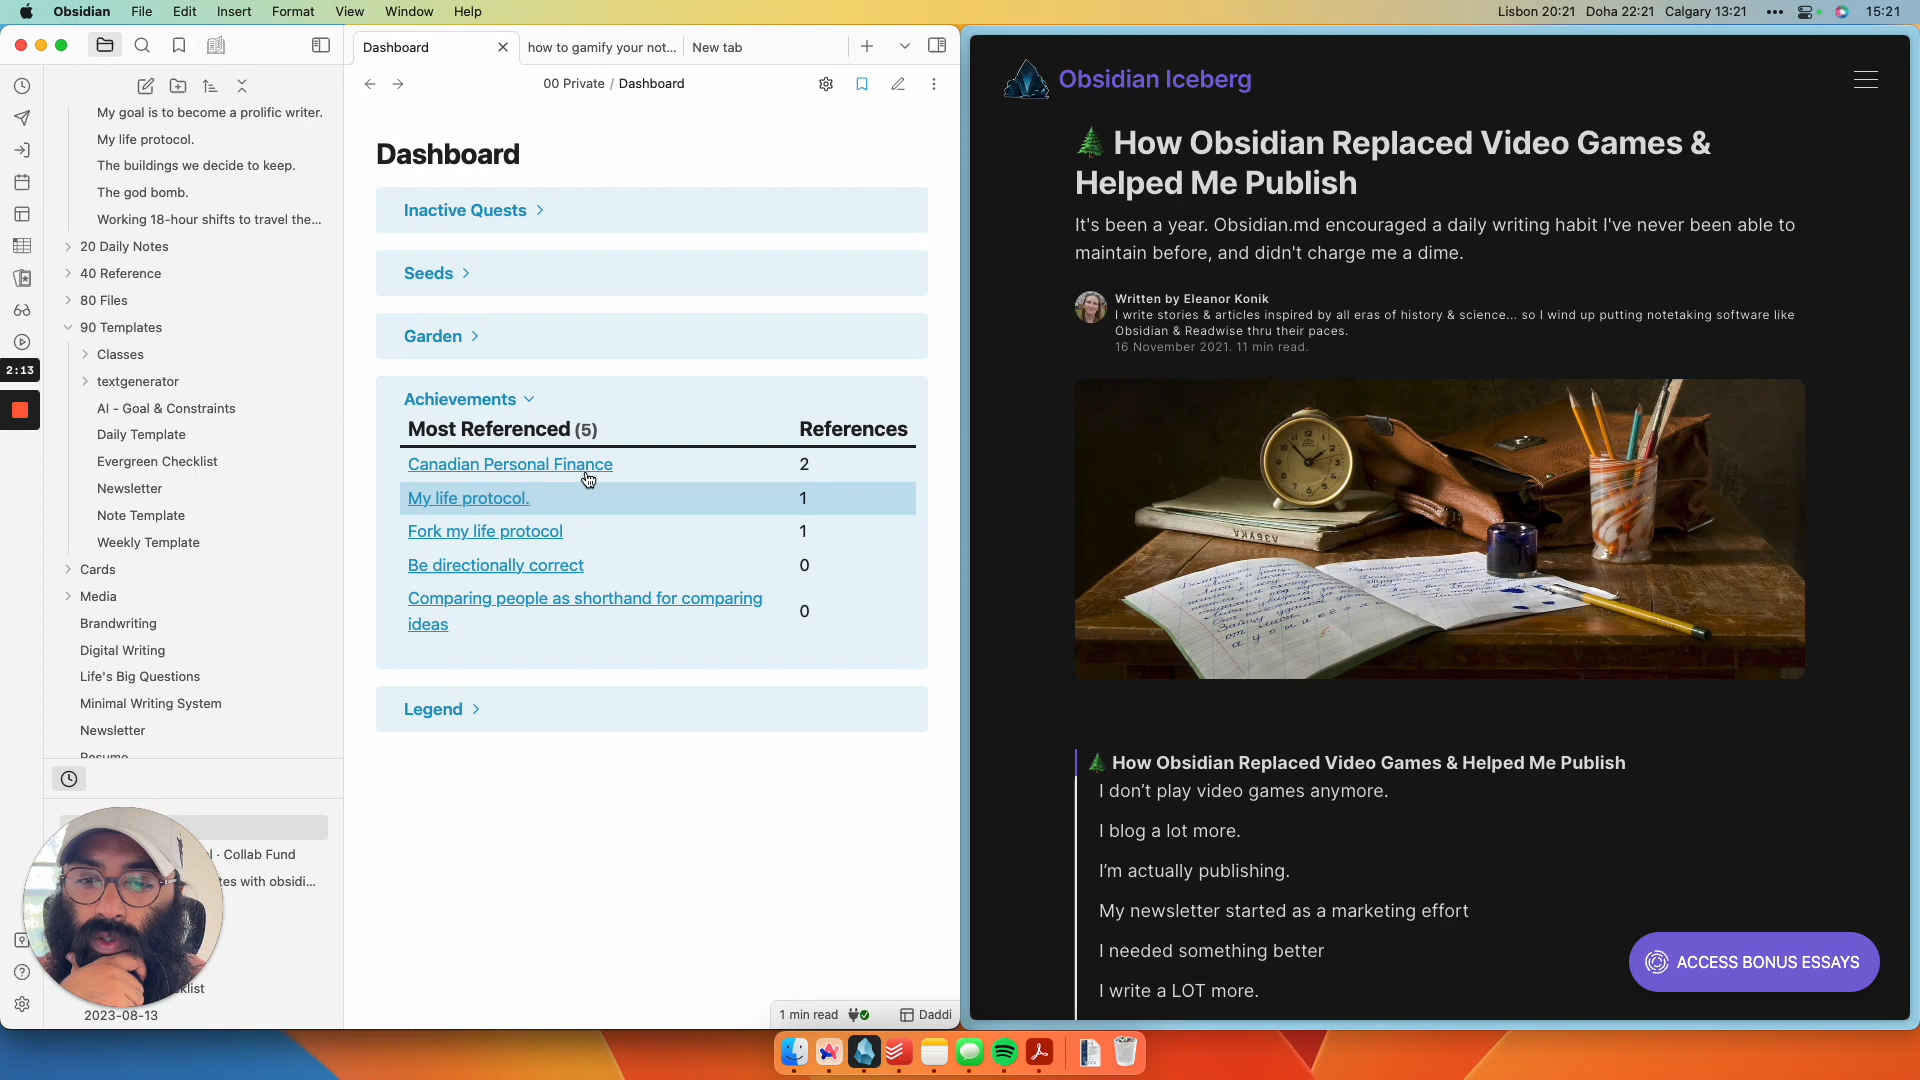 Obsidian File Edit Insert Format View Window Help
Lisbon 20:21 Doha 22:21 Calgary 13:21 15:21
Dashboard
how to gamify your not...
New tab
00 Private / Dashboard
My goal is to become a prolific writer.
My life protocol.
The buildings we decide to keep.
The god bomb.
Working 18-hour shifts to travel the...
20 Daily Notes
40 Reference
80 Files
90 Templates
Classes
textgenerator
AI - Goal & Constraints
Daily Template
Evergreen Checklist
Newsletter
Note Template
Weekly Template
Cards
Media
Brandwriting
Digital Writing
Life's Big Questions
Minimal Writing System
Newsletter
Resume
2:13
· Collab Fund
tes with obsidi...
klist
2023-08-13
Dashboard
Inactive Quests
Seeds
Garden
Achievements
Most Referenced (5) References
Canadian Personal Finance 2
My life protocol. 1
Fork my life protocol 1
Be directionally correct 0
Comparing people as shorthand for comparing
ideas 0
Legend
1 min read
Daddi
Obsidian Iceberg
How Obsidian Replaced Video Games &
Helped Me Publish
It's been a year. Obsidian.md encouraged a daily writing habit I've never been able to
maintain before, and didn't charge me a dime.
Written by Eleanor Konik
I write stories & articles inspired by all eras of history & science... so I wind up putting notetaking software like
Obsidian & Readwise thru their paces.
16 November 2021. 11 min read.
How Obsidian Replaced Video Games & Helped Me Publish
I don't play video games anymore.
I blog a lot more.
I'm actually publishing.
My newsletter started as a marketing effort
I needed something better
I write a LOT more.
ACCESS BONUS ESSAYS